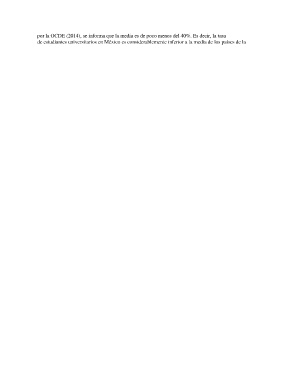 por la OCDE (2014), se informa que la media es de poco menos del 40%. Es decir, la tasa
de estudiantes universitarios en México es considerablemente inferior a la media de los países de la